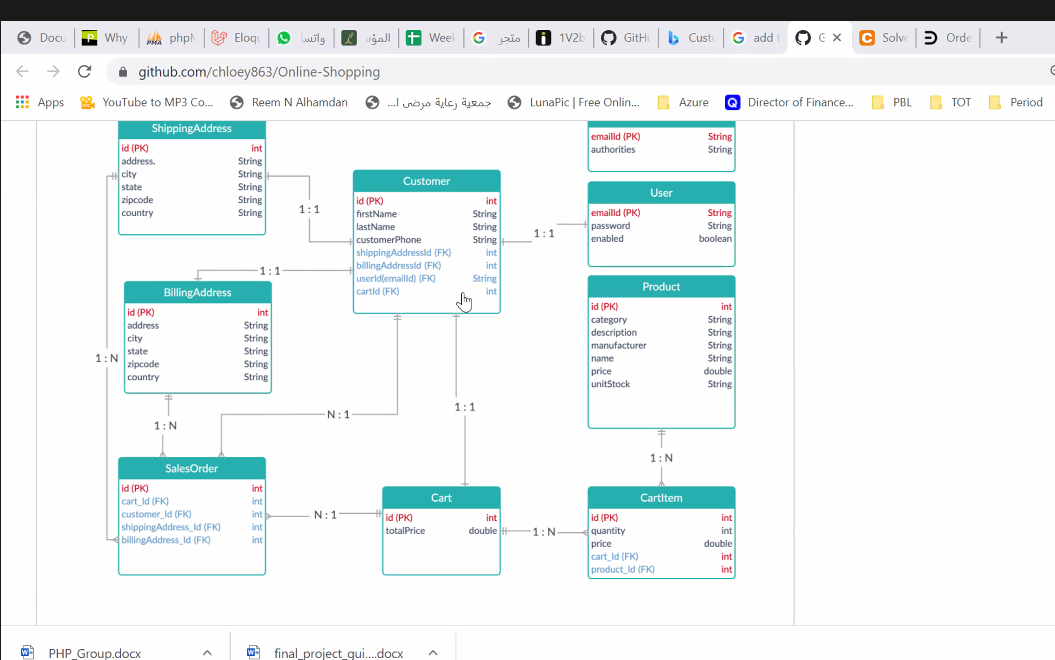 Docu
Why
phpN
Eloqu
واتسا
المؤس
Week
متجر
1V2b
GitHu
Custo
add t
G
Solve
Orde
github.com/chloey863/Online-Shopping
Apps
YouTube to MP3 Co...
Reem N Alhamdan
جمعية رعاية مرضى ا...
LunaPic | Free Onlin...
Azure
Director of Finance...
PBL
TOT
Period
ShippingAddress
id (PK) int
address. String
city String
state String
zipcode String
country String
1 : 1
Customer
id (PK) int
firstName String
lastName String
customerPhone String
shippingAddressId (FK) int
billingAddressId (FK) int
userId(emailId) (FK) String
cartId (FK) int
1 : 1
emailId (PK) String
authorities String
User
emailId (PK) String
password String
enabled boolean
1 : 1
BillingAddress
id (PK) int
address String
city String
state String
zipcode String
country String
Product
id (PK) int
category String
description String
manufacturer String
name String
price double
unitStock String
1 : N
1 : N
N : 1
1 : 1
1 : N
SalesOrder
id (PK) int
cart_Id (FK) int
customer_Id (FK) int
shippingAddress_Id (FK) int
billingAddress_Id (FK) int
N : 1
Cart
id (PK) int
totalPrice double
1 : N
CartItem
id (PK) int
quantity int
price double
cart_Id (FK) int
product_Id (FK) int
PHP_Group.docx
final_project_gui....docx